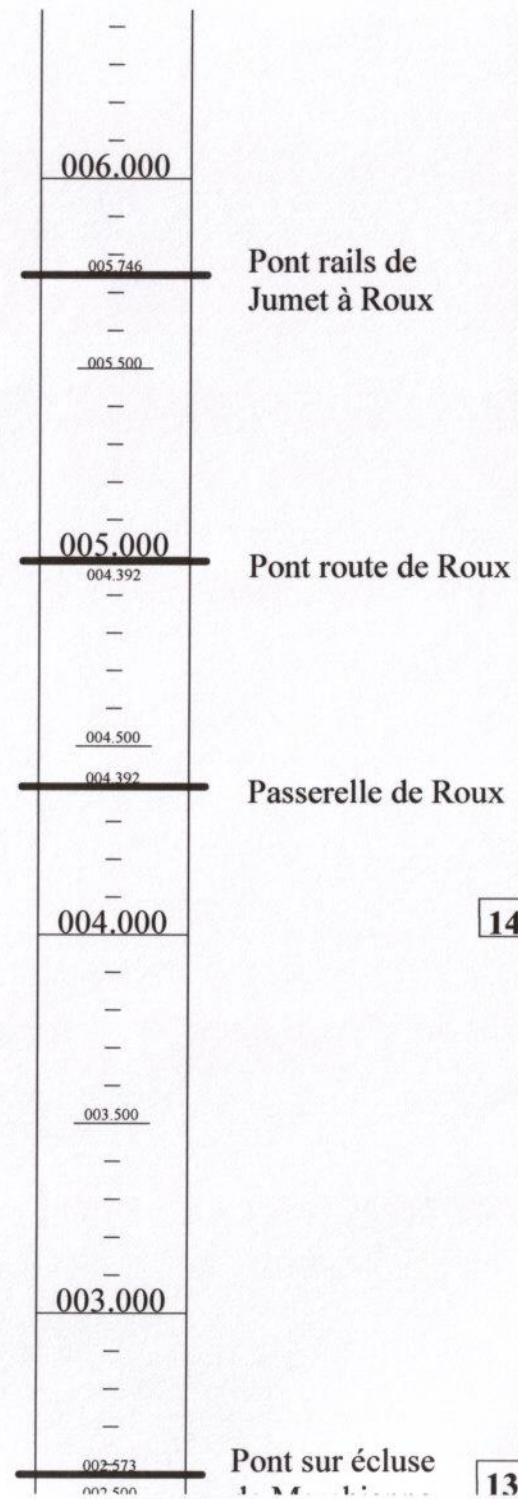 006.000
005.746
Pont rails de
Jumet à Roux
005.500
005.000
004.392
Pont route de Roux
004.500
004.392
Passerelle de Roux
004.000
14
003.500
003.000
002.573
Pont sur écluse
13
002.500